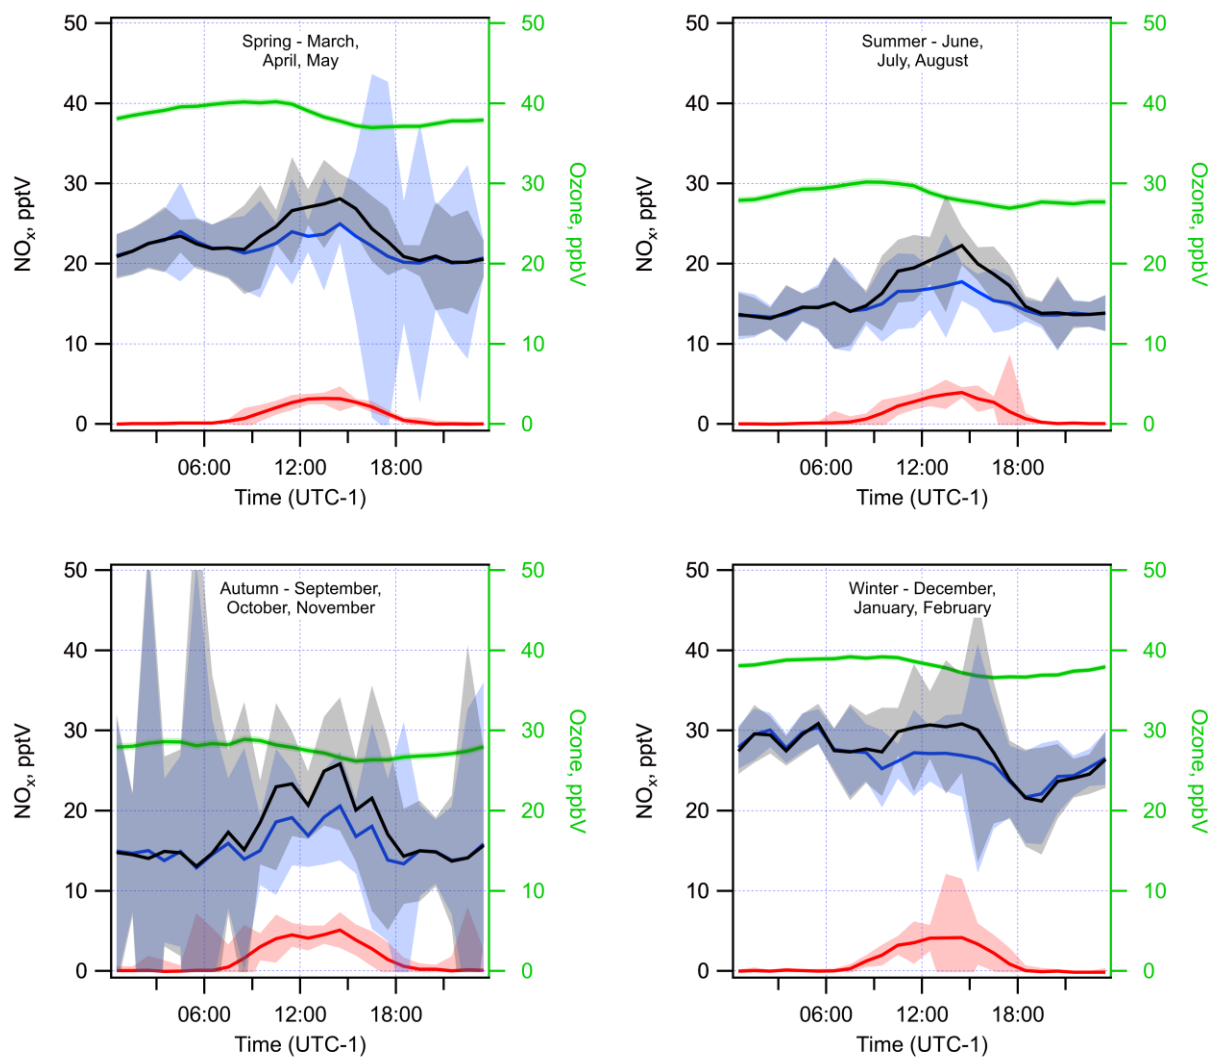 50
40
30
20
10
0
NOx, pptV
Spring - March,
April, May
50
40
30
20
10
0
Ozone, ppbV
06:00 12:00 18:00
Time (UTC-1)
50
40
30
20
10
0
NOx, pptV
Summer - June,
July, August
50
40
30
20
10
0
Ozone, ppbV
06:00 12:00 18:00
Time (UTC-1)
50
40
30
20
10
0
NOx, pptV
Autumn - September,
October, November
50
40
30
20
10
0
Ozone, ppbV
06:00 12:00 18:00
Time (UTC-1)
50
40
30
20
10
0
NOx, pptV
Winter - December,
January, February
50
40
30
20
10
0
Ozone, ppbV
06:00 12:00 18:00
Time (UTC-1)